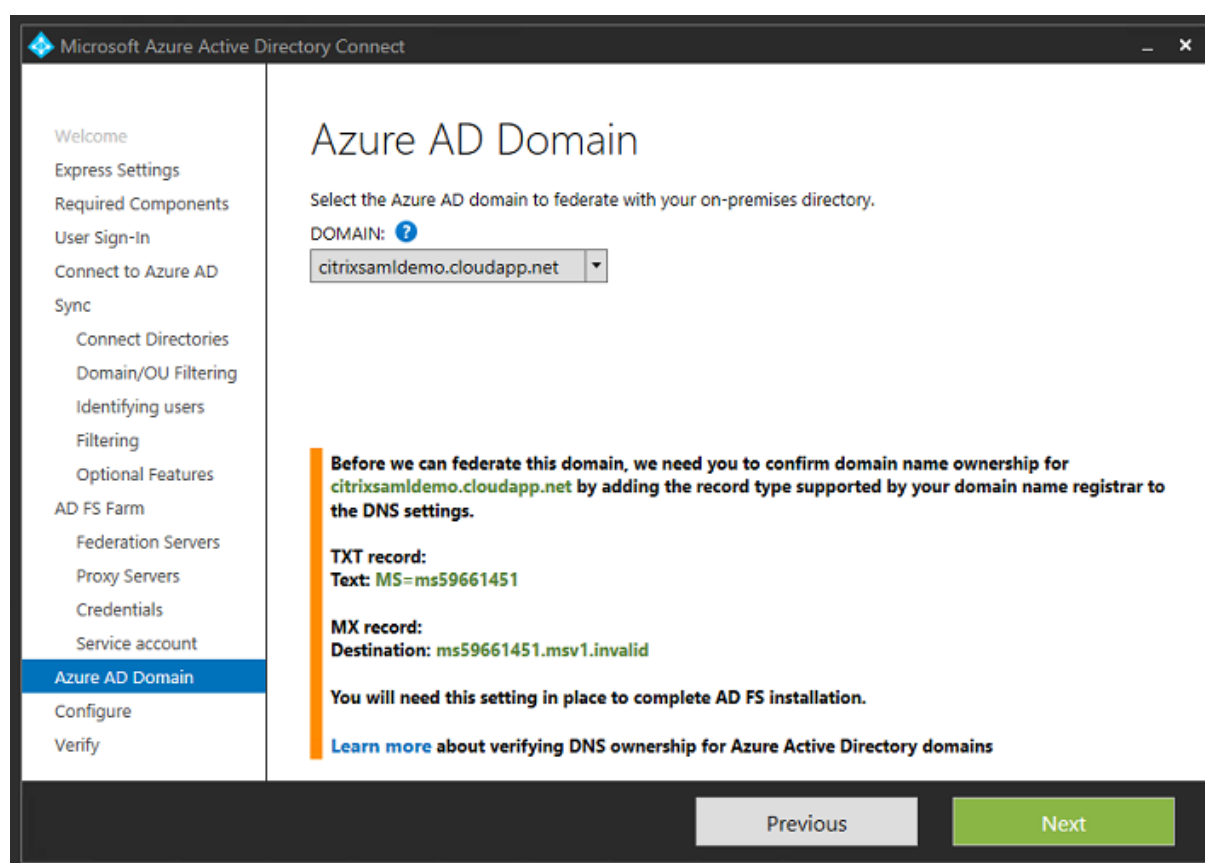 Microsoft Azure Active Directory Connect
Welcome
Express Settings
Required Components
User Sign-In
Connect to Azure AD
Sync
Connect Directories
Domain/OU Filtering
Identifying users
Filtering
Optional Features
AD FS Farm
Federation Servers
Proxy Servers
Credentials
Service account
Azure AD Domain
Configure
Verify
Azure AD Domain
Select the Azure AD domain to federate with your on-premises directory.
DOMAIN: ?
citrixsamldemo.cloudapp.net
Before we can federate this domain, we need you to confirm domain name ownership for
citrixsamldemo.cloudapp.net by adding the record type supported by your domain name registrar to
the DNS settings.
TXT record:
Text: MS=ms59661451
MX record:
Destination: ms59661451.msv1.invalid
You will need this setting in place to complete AD FS installation.
Learn more about verifying DNS ownership for Azure Active Directory domains
Previous
Next